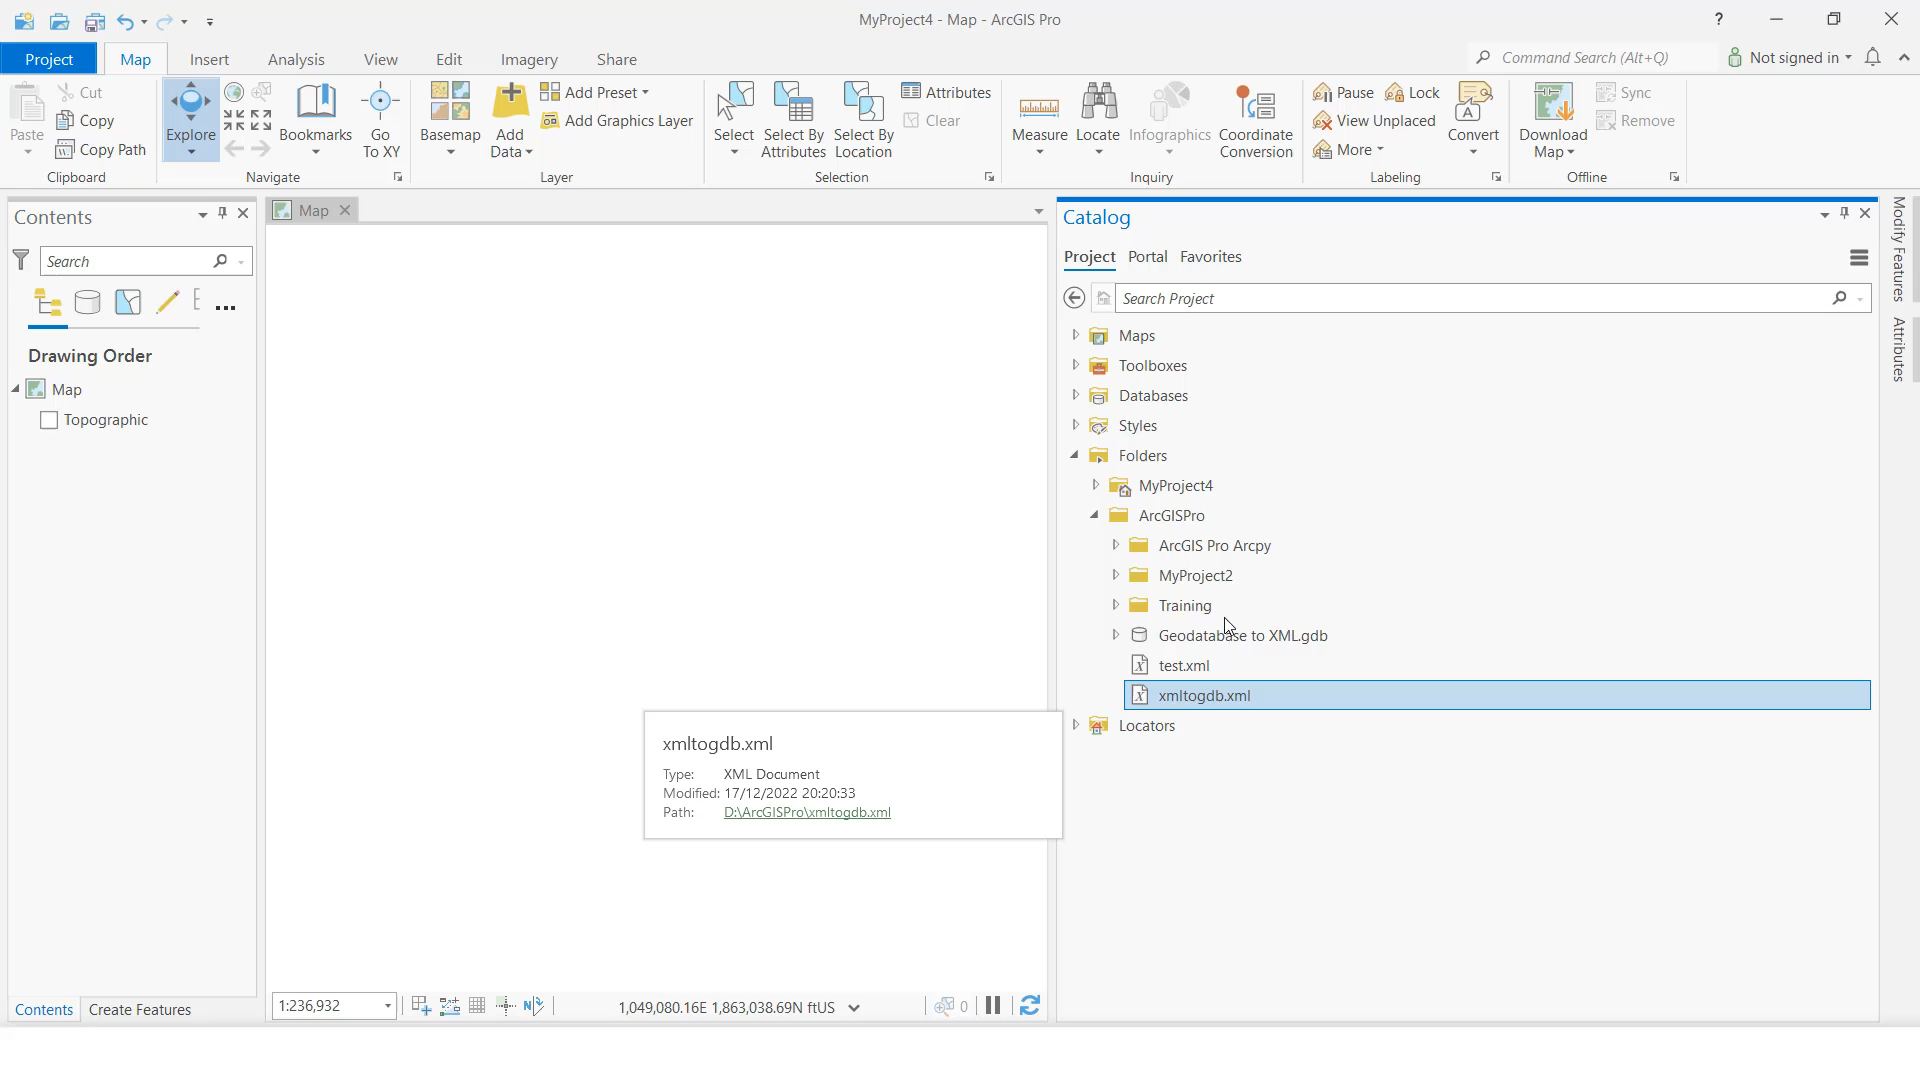 MyProject4 - Map - ArcGIS Pro
?
Project Map Insert Analysis View Edit Imagery Share
Command Search (Alt+Q)
Not signed in
Paste
Cut
Copy
Copy Path
Clipboard
Explore
Bookmarks
Go
To XY
Navigate
Basemap
Add
Data
Add Preset
Add Graphics Layer
Layer
Select
Select By
Attributes
Select By
Location
Attributes
Clear
Selection
Measure
Locate
Infographics
Coordinate
Conversion
Inquiry
Pause
Lock
View Unplaced
More
Convert
Labeling
Download
Map
Sync
Remove
Offline
Contents
Search
Drawing Order
Map
Topographic
Contents Create Features
Map
1:236,932
1,049,080.16E 1,863,038.69N ftUS
0
Catalog
Project Portal Favorites
Search Project
Maps
Toolboxes
Databases
Styles
Folders
MyProject4
ArcGISPro
ArcGIS Pro Arcpy
MyProject2
Training
Geodatabase to XML.gdb
test.xml
xmltogdb.xml
Locators
xmltogdb.xml
Type: XML Document
Modified: 17/12/2022 20:20:33
Path: D:\ArcGISPro\xmltogdb.xml
Modify Features
Attributes